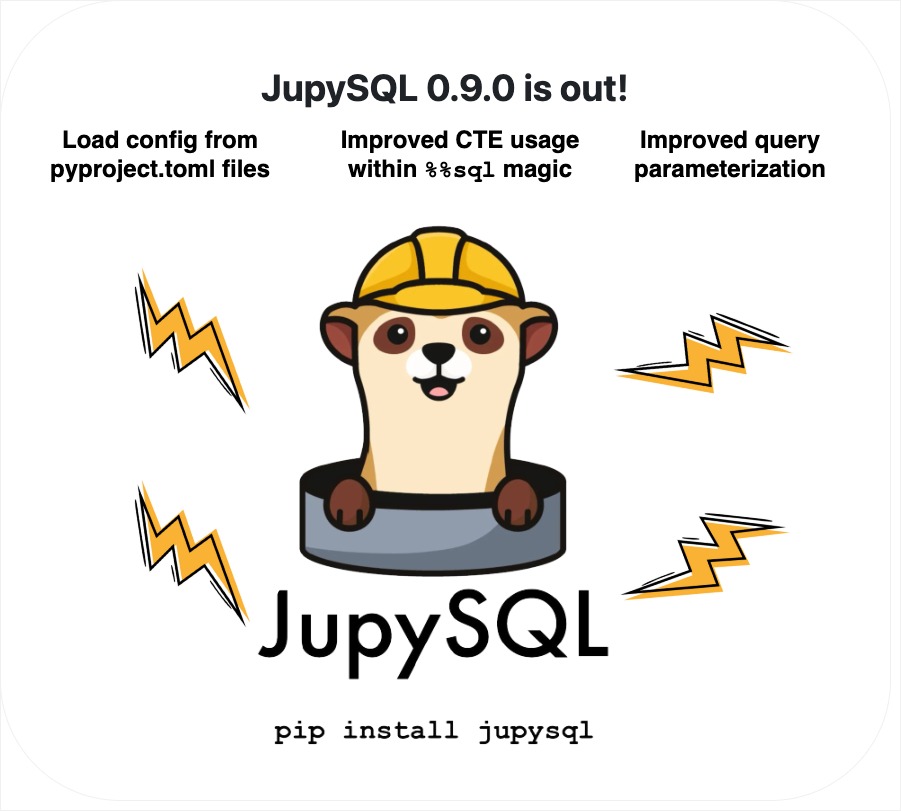 JupySQL 0.9.0 is out!
Load config from
pyproject.toml files
Improved CTE usage
within %%sql magic
Improved query
parameterization
JupySQL
pip install jupysql